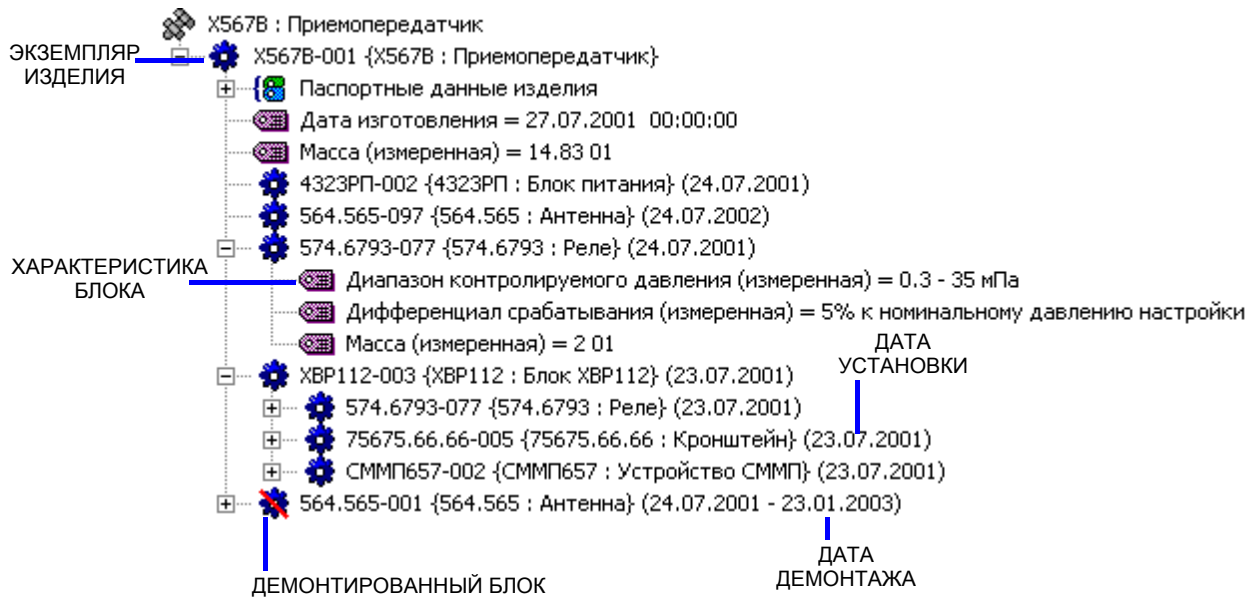 Х567В : Приемопередатчик
ЭКЗЕМПЛЯР
ИЗДЕЛИЯ
Х567В-001 {Х567В : Приемопередатчик}
Паспортные данные изделия
Дата изготовления = 27.07.2001 00:00:00
Масса (измеренная) = 14.83 01
4323РП-002 {4323РП : Блок питания} (24.07.2001)
564.565-097 {564.565 : Антенна} (24.07.2002)
574.6793-077 {574.6793 : Реле} (24.07.2001)
ХАРАКТЕРИСТИКА
БЛОКА
Диапазон контролируемого давления (измеренная) = 0.3 - 35 мПа
Дифференциал срабатывания (измеренная) = 5% к номинальному давлению настройки
Масса (измеренная) = 2 01
ДАТА
УСТАНОВКИ
ХВР112-003 {ХВР112 : Блок ХВР112} (23.07.2001)
574.6793-077 {574.6793 : Реле} (23.07.2001)
75675.66.66-005 {75675.66.66 : Кронштейн} (23.07.2001)
СММП657-002 {СММП657 : Устройство СММП} (23.07.2001)
564.565-001 {564.565 : Антенна} (24.07.2001 - 23.01.2003)
ДАТА
ДЕМОНТАЖА
ДЕМОНТИРОВАННЫЙ БЛОК